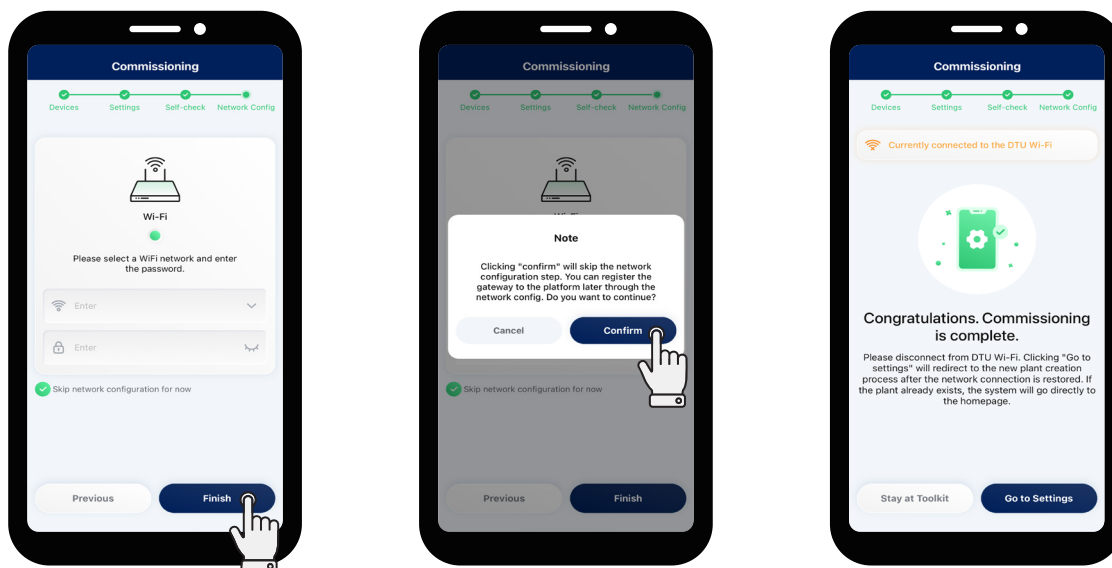 Commissioning
Devices Settings Self-check Network Config
Wi-Fi
Please select a WiFi network and enter
the password.
Enter
Enter
Skip network configuration for now
Previous Finish
Commissioning
Devices Settings Self-check Network Config
Note
Clicking "confirm" will skip the network
configuration step. You can register the
gateway to the platform later through the
network config. Do you want to continue?
Cancel Confirm
Skip network configuration for now
Previous Finish
Commissioning
Devices Settings Self-check Network Config
Currently connected to the DTU Wi-Fi
Congratulations. Commissioning
is complete.
Please disconnect from DTU Wi-Fi. Clicking "Go to
settings" will redirect to the new plant creation
process after the network connection is restored. If
the plant already exists, the system will go directly to
the homepage.
Stay at Toolkit Go to Settings